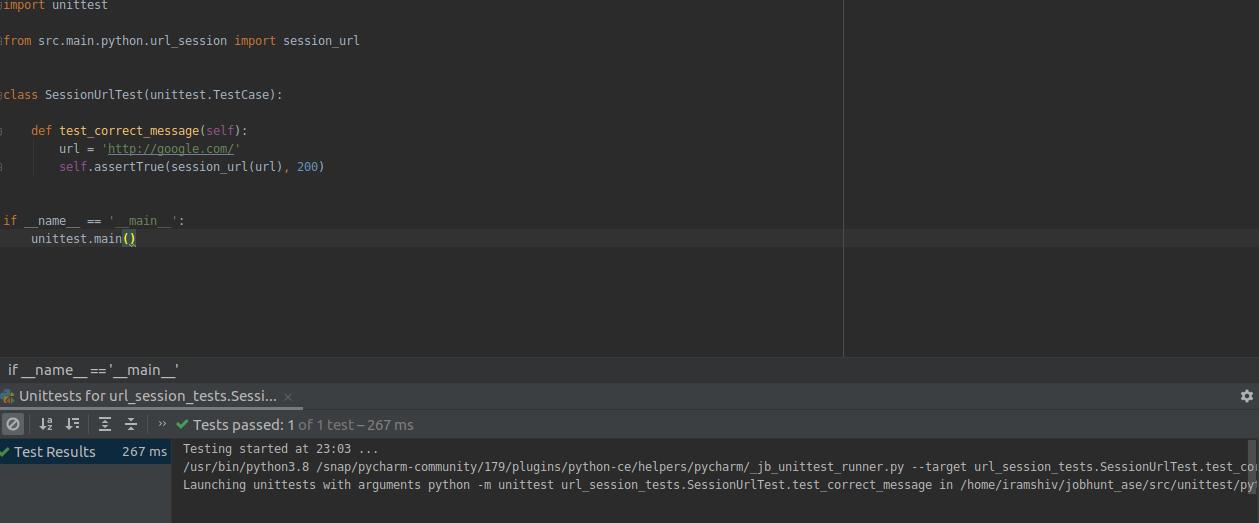 import unittest
from src.main.python.url_session import session_url
class SessionUrlTest(unittest.TestCase):
def test_correct_message(self):
url = 'http://google.com/'
self.assertTrue(session_url(url), 200)
if __name__ == '__main__':
unittest.main()
if __name__ == '__main__'
Unittests for url_session_tests.Sessi... ×
» Tests passed: 1 of 1 test – 267 ms
Test Results 267 ms
Testing started at 23:03 ...
/usr/bin/python3.8 /snap/pycharm-community/179/plugins/python-ce/helpers/pycharm/_jb_unittest_runner.py --target url_session_tests.SessionUrlTest.test_co
Launching unittests with arguments python -m unittest url_session_tests.SessionUrlTest.test_correct_message in /home/iramshiv/jobhunt_ase/src/unittest/py